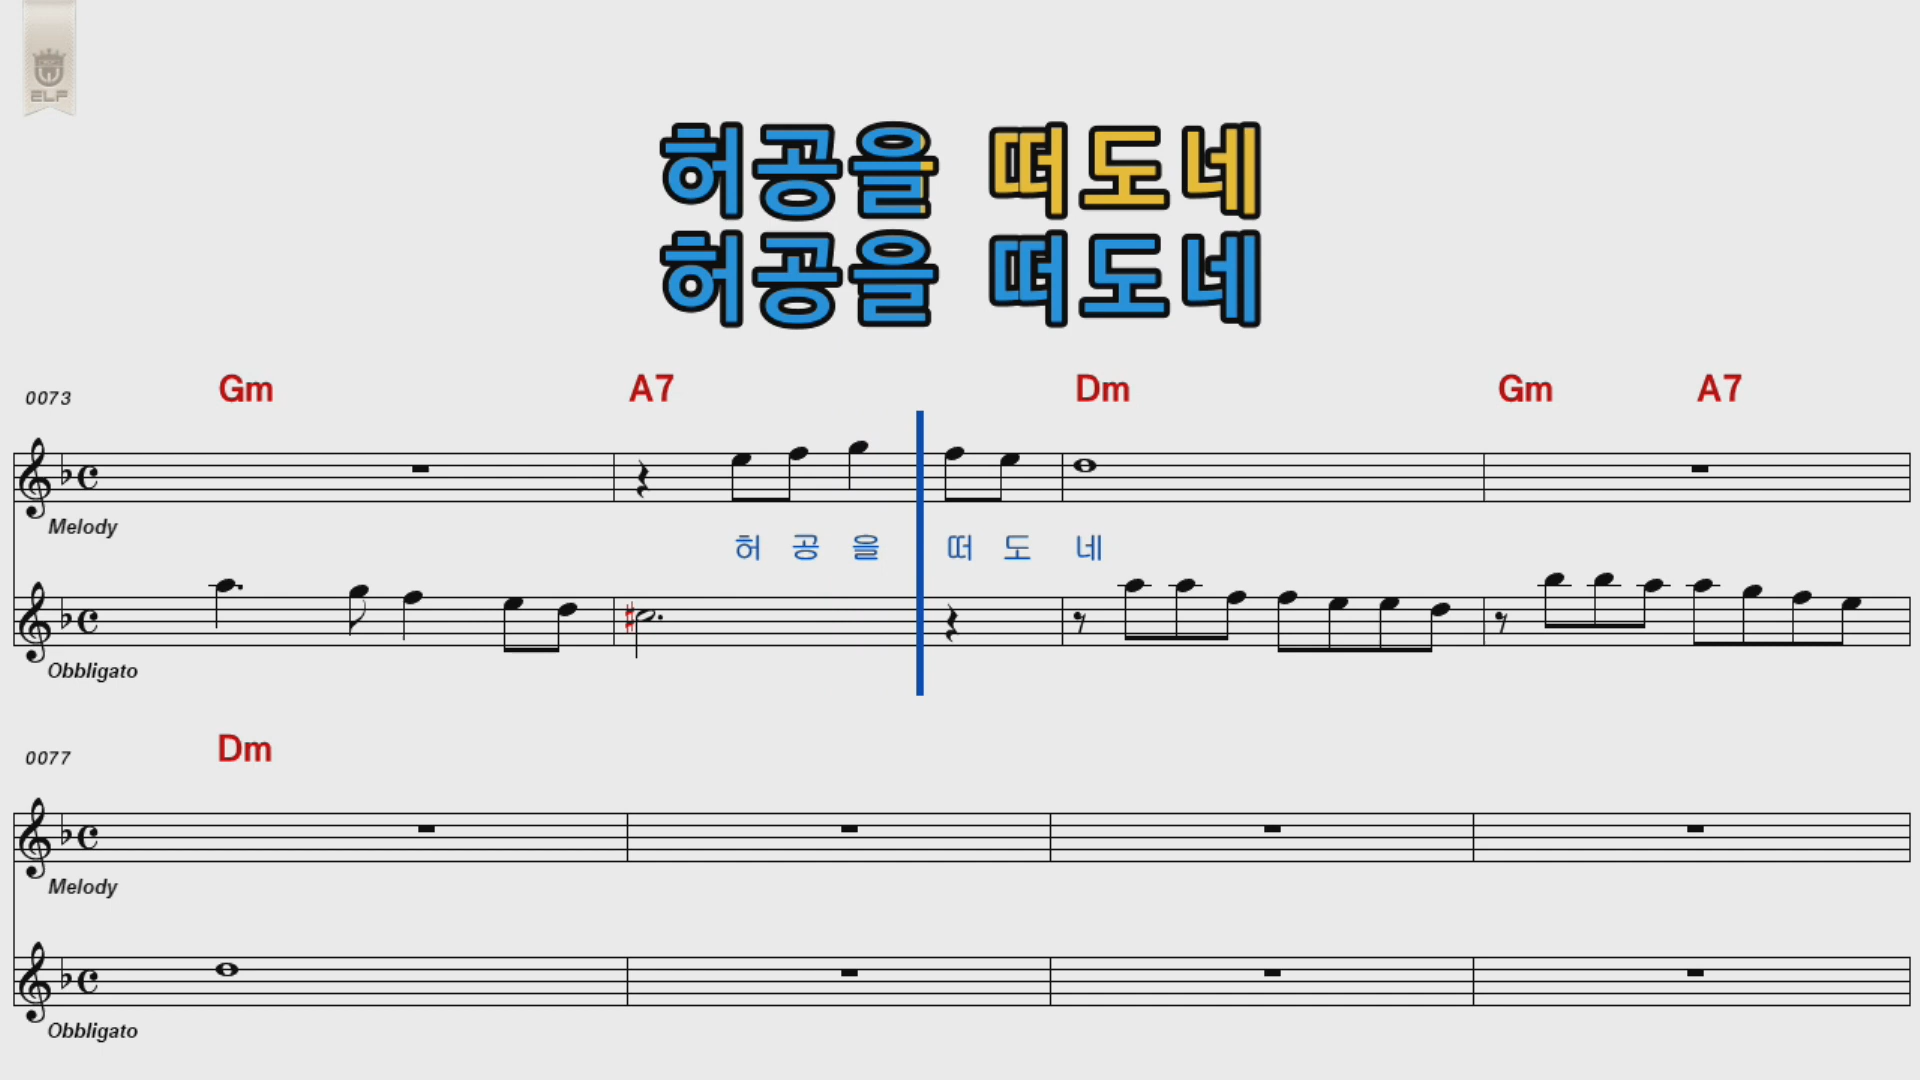 ELF
허공을 떠도네
허공을 떠도네
0073 Gm A7 Dm Gm A7
Melody
허 공 을 떠 도 네
Obbligato
0077 Dm
Melody
Obbligato